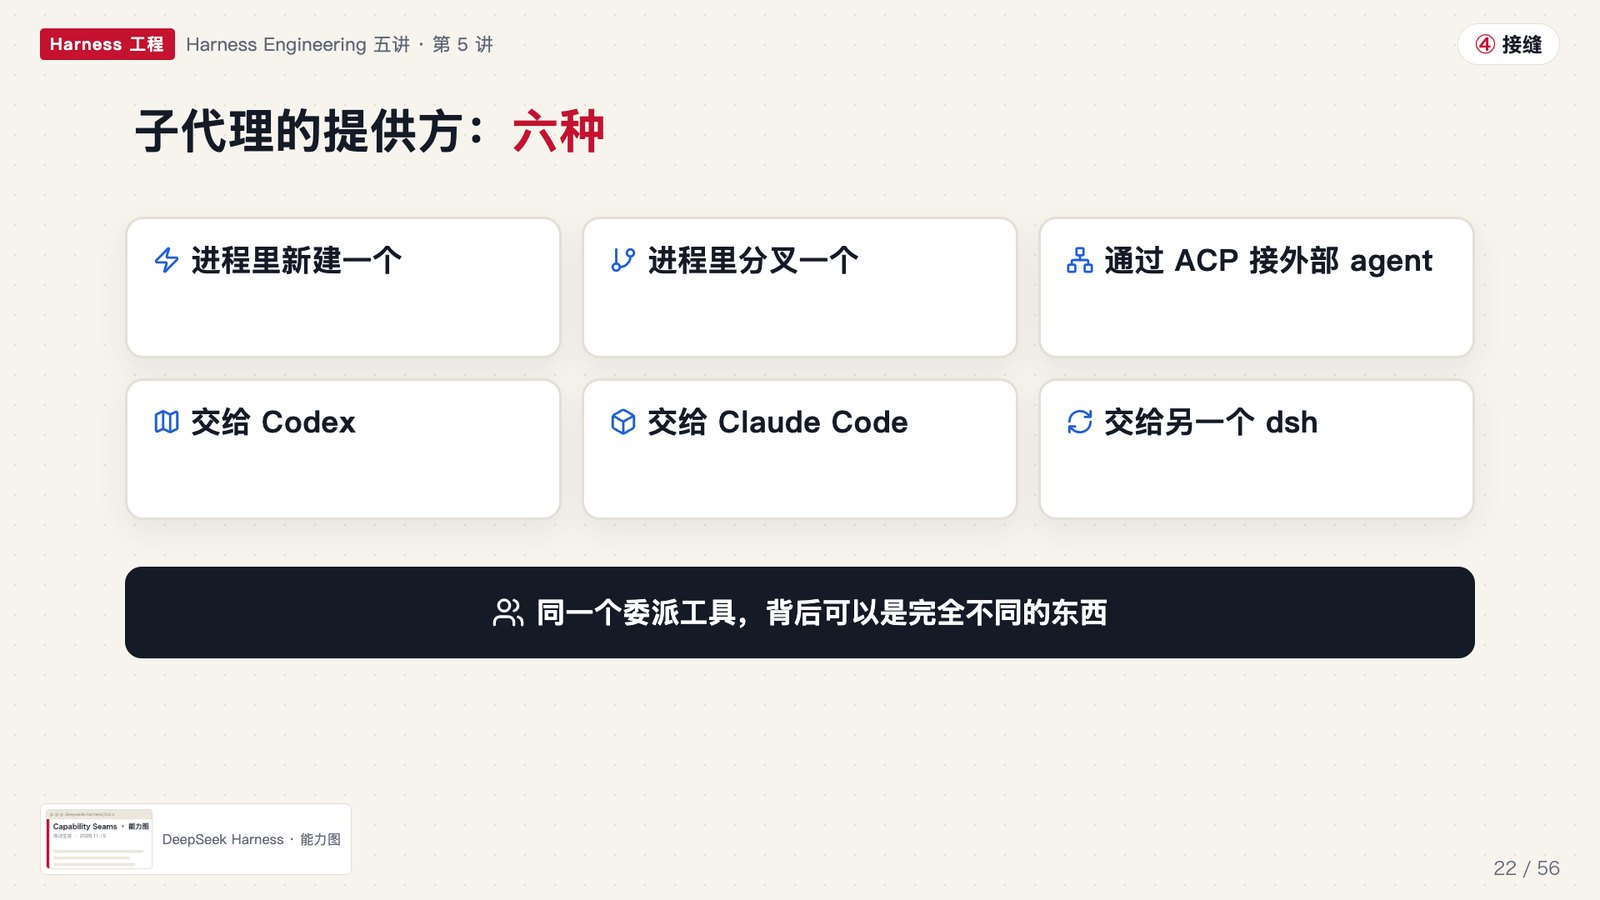 Harness 工程 Harness Engineering 五讲 · 第 5 讲
④ 接缝
子代理的提供方：六种
进程里新建一个
进程里分叉一个
通过 ACP 接外部 agent
交给 Codex
交给 Claude Code
交给另一个 dsh
同一个委派工具，背后可以是完全不同的东西
Capability Seams · 能力图
DeepSeek Harness · 能力图
22 / 56